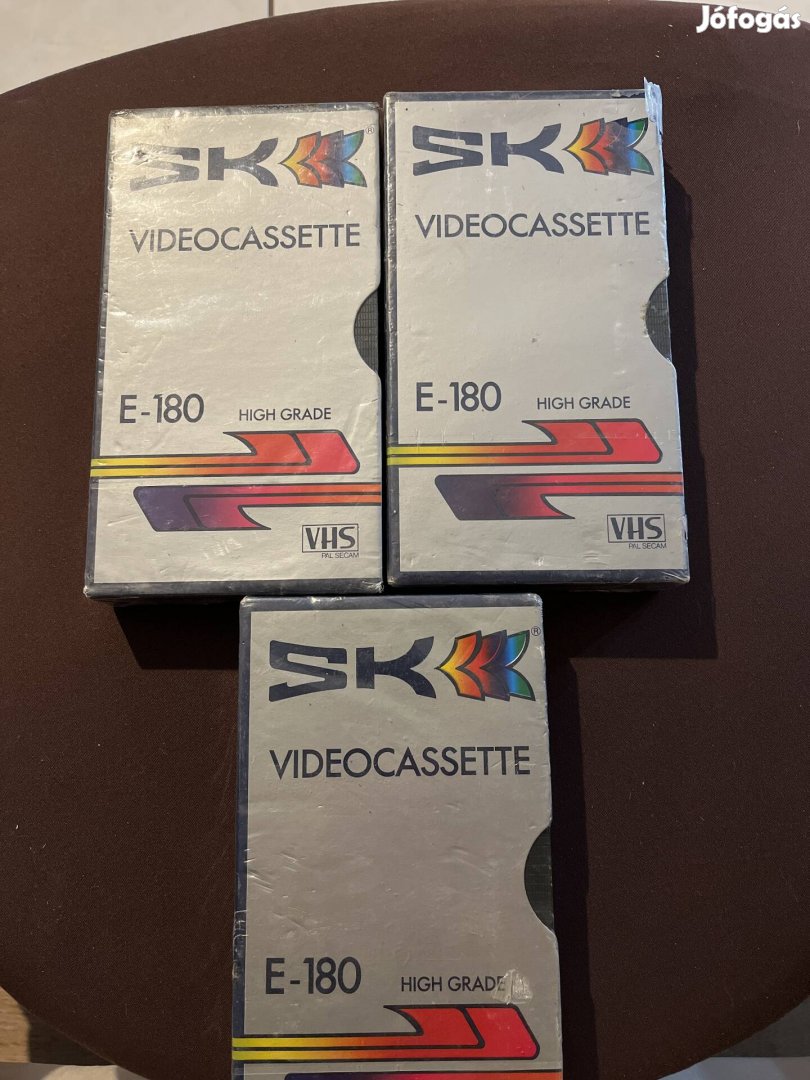 Jófogás
SK®
VIDEOCASSETTE
E-180 HIGH GRADE
VHS
PAL SECAM
SK
VIDEOCASSETTE
E-180 HIGH GRADE
VHS
PAL SECAM
SK®
VIDEOCASSETTE
E-180 HIGH GRADE